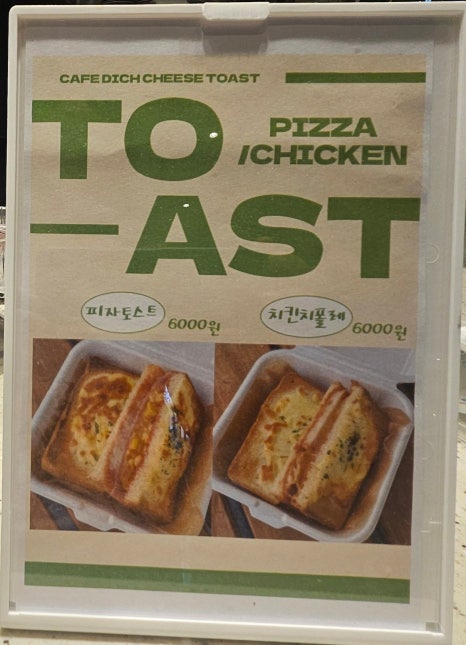 CAFE DICH CHEESE TOAST
TO
PIZZA
/CHICKEN
AST
피자토스트 6000원
치킨치폴레 6000원